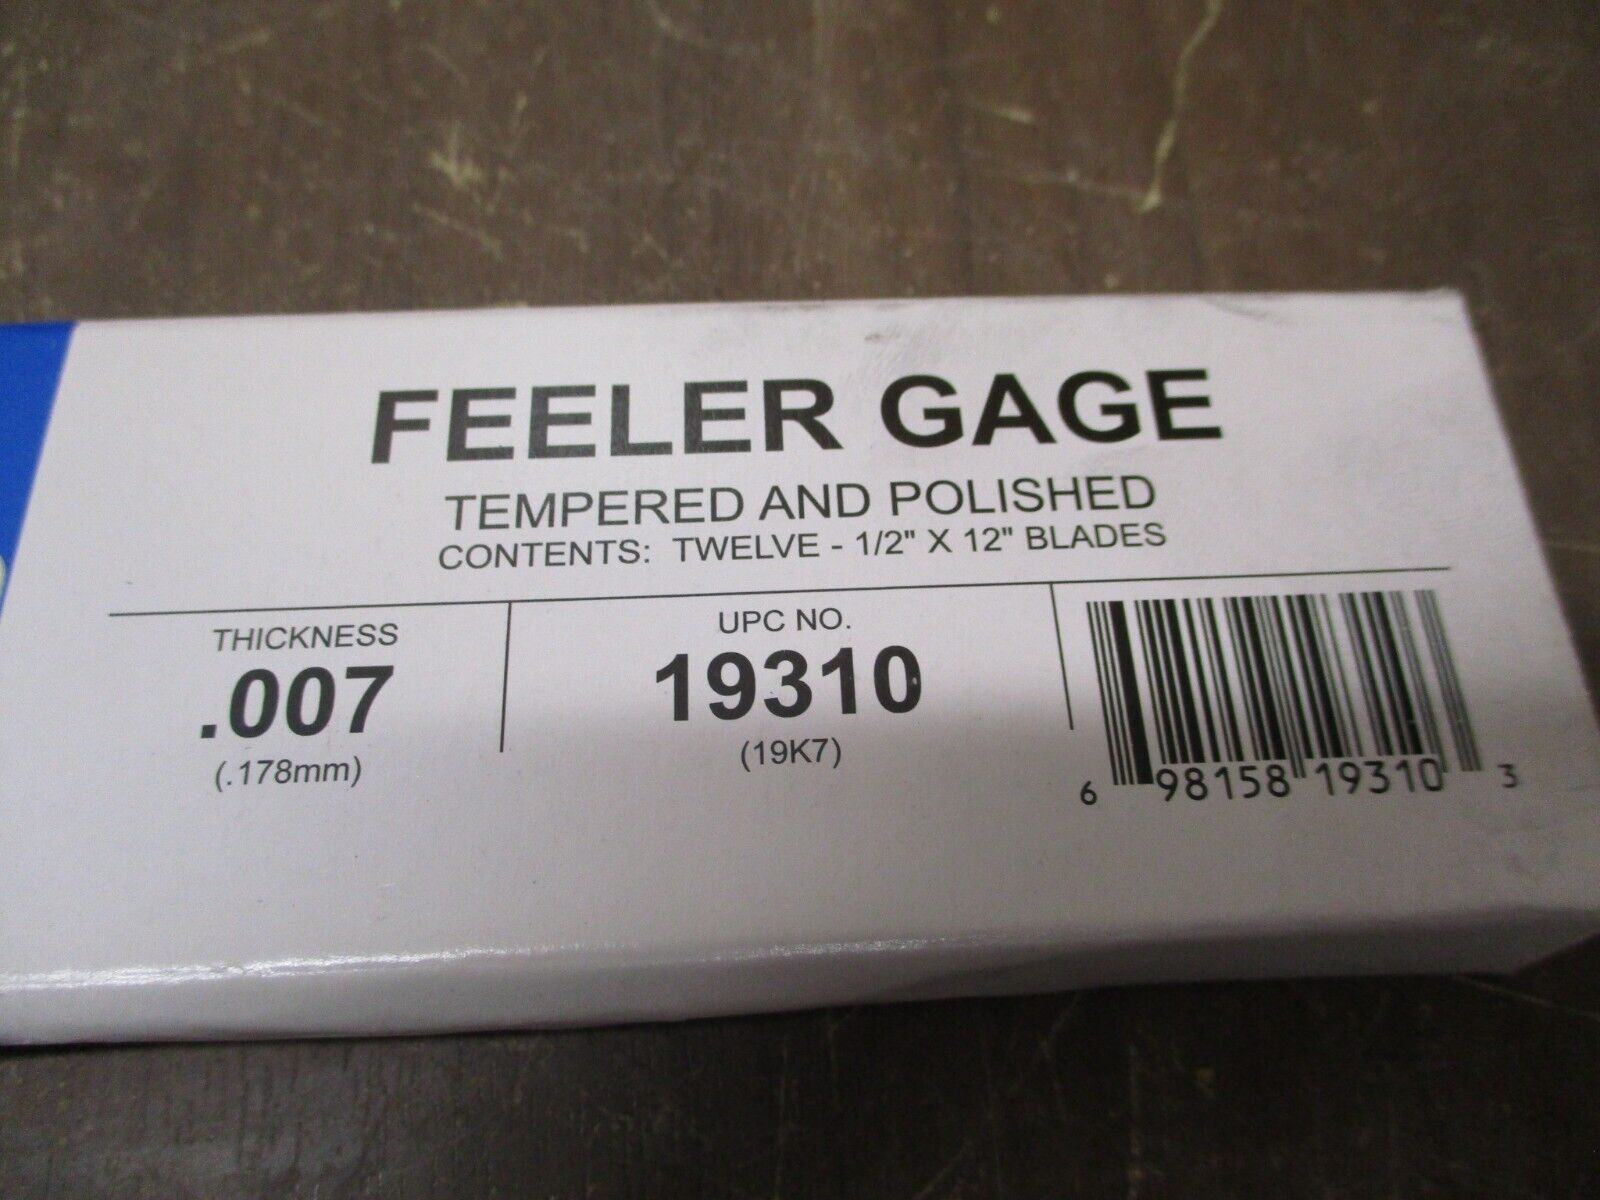 FEELER GAGE
TEMPERED AND POLISHED
CONTENTS: TWELVE - 1/2" X 12" BLADES
THICKNESS
.007
(.178mm)
UPC NO.
19310
(19K7)
6 98158 19310 3